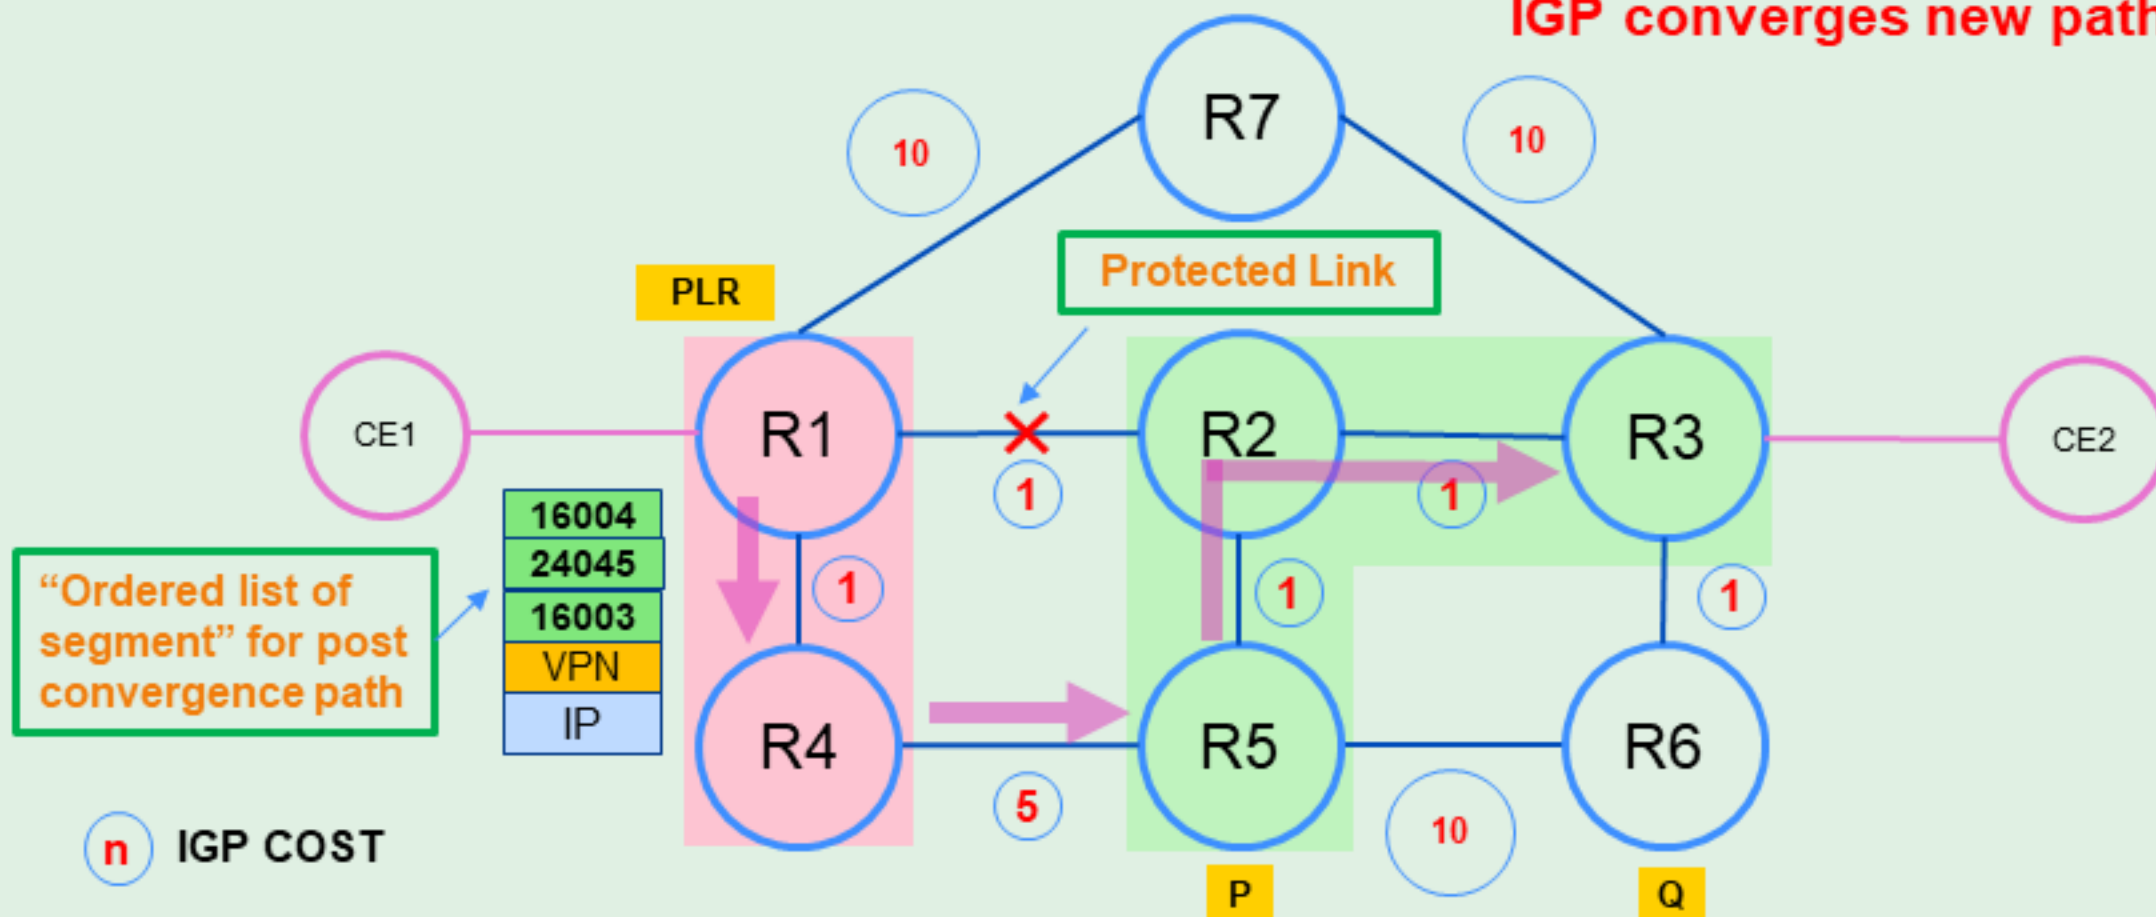 IGP converges new path
R7
10
10
Protected Link
PLR
CE1
R1
R2
R3
CE2
1
1
16004
24045
16003
VPN
IP
“Ordered list of
segment” for post
convergence path
1
1
1
R4
R5
R6
5
10
n IGP COST
P
Q